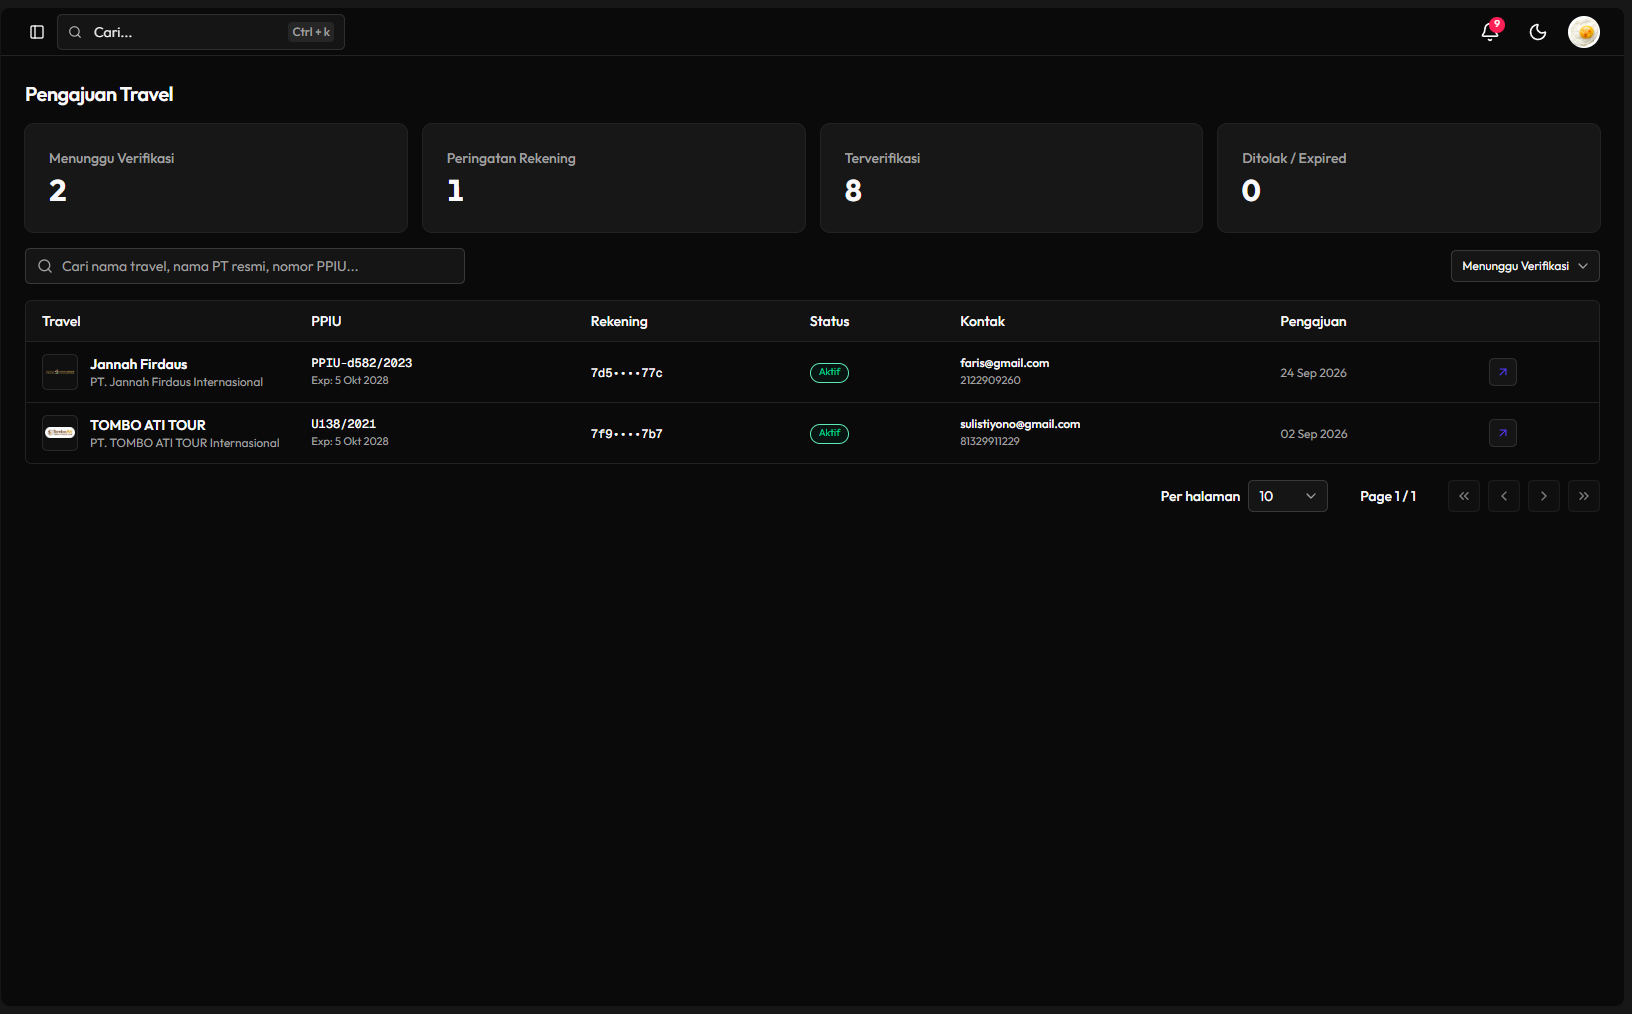 Cari...
Ctrl + k
9
Pengajuan Travel
Menunggu Verifikasi
2
Peringatan Rekening
1
Terverifikasi
8
Ditolak / Expired
0
Cari nama travel, nama PT resmi, nomor PPIU...
Menunggu Verifikasi
Travel PPIU Rekening Status Kontak Pengajuan
Jannah Firdaus
PT. Jannah Firdaus Internasional
PPIU-d582/2023
Exp: 5 Okt 2028
7d5••••77c
Aktif
faris@gmail.com
2122909260
24 Sep 2026
TOMBO ATI TOUR
PT. TOMBO ATI TOUR Internasional
U138/2021
Exp: 5 Okt 2028
7f9••••7b7
Aktif
sulistiyono@gmail.com
81329911229
02 Sep 2026
Per halaman
10
Page 1 / 1